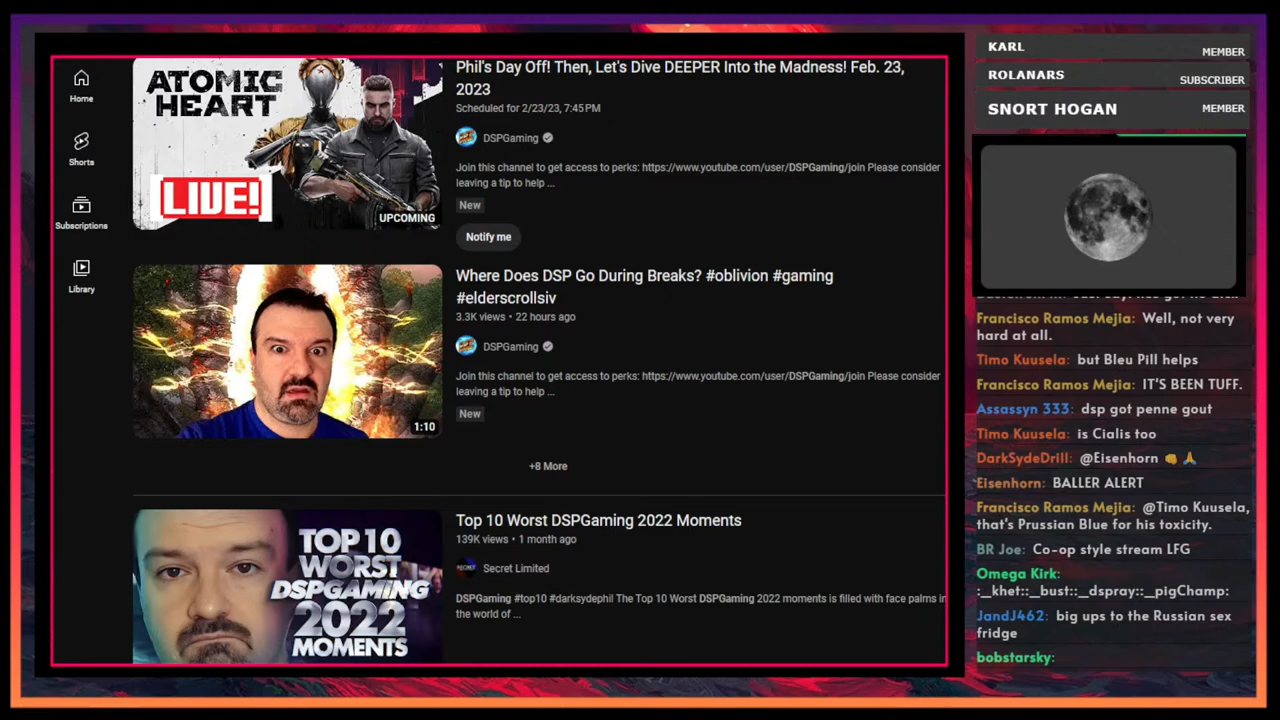 Home
Shorts
Subscriptions
Library
ATOMIC
HEART
LIVE!
UPCOMING
Phil's Day Off! Then, Let's Dive DEEPER Into the Madness! Feb. 23,
2023
Scheduled for 2/23/23, 7:45PM
DSPGaming
Join this channel to get access to perks: https://www.youtube.com/user/DSPGaming/join Please consider
leaving a tip to help ...
New
Notify me
1:10
Where Does DSP Go During Breaks? #oblivion #gaming
#elderscrollsiv
3.3K views • 22 hours ago
DSPGaming
Join this channel to get access to perks: https://www.youtube.com/user/DSPGaming/join Please consider
leaving a tip to help ...
New
+8 More
TOP 10
WORST
DSPGAMING
2022
MOMENTS
Top 10 Worst DSPGaming 2022 Moments
139K views • 1 month ago
SECRET
Secret Limited
DSPGaming #top10 #darksydephil The Top 10 Worst DSPGaming 2022 moments is filled with face palms in
the world of ...
KARL MEMBER
ROLANARS SUBSCRIBER
SNORT HOGAN MEMBER
Francisco Ramos Mejia: Well, not very
hard at all.
Timo Kuusela: but Bleu Pill helps
Francisco Ramos Mejia: IT'S BEEN TUFF.
Assassyn 333: dsp got penne gout
Timo Kuusela: is Cialis too
DarkSydeDrill: @Eisenhorn 👊 🙏
Eisenhorn: BALLER ALERT
Francisco Ramos Mejia: @Timo Kuusela,
that's Prussian Blue for his toxicity.
BR Joe: Co-op style stream LFG
Omega Kirk:
:_khet::_bust::_dspray::_pigChamp:
JandJ462: big ups to the Russian sex
fridge
bobstarsky: